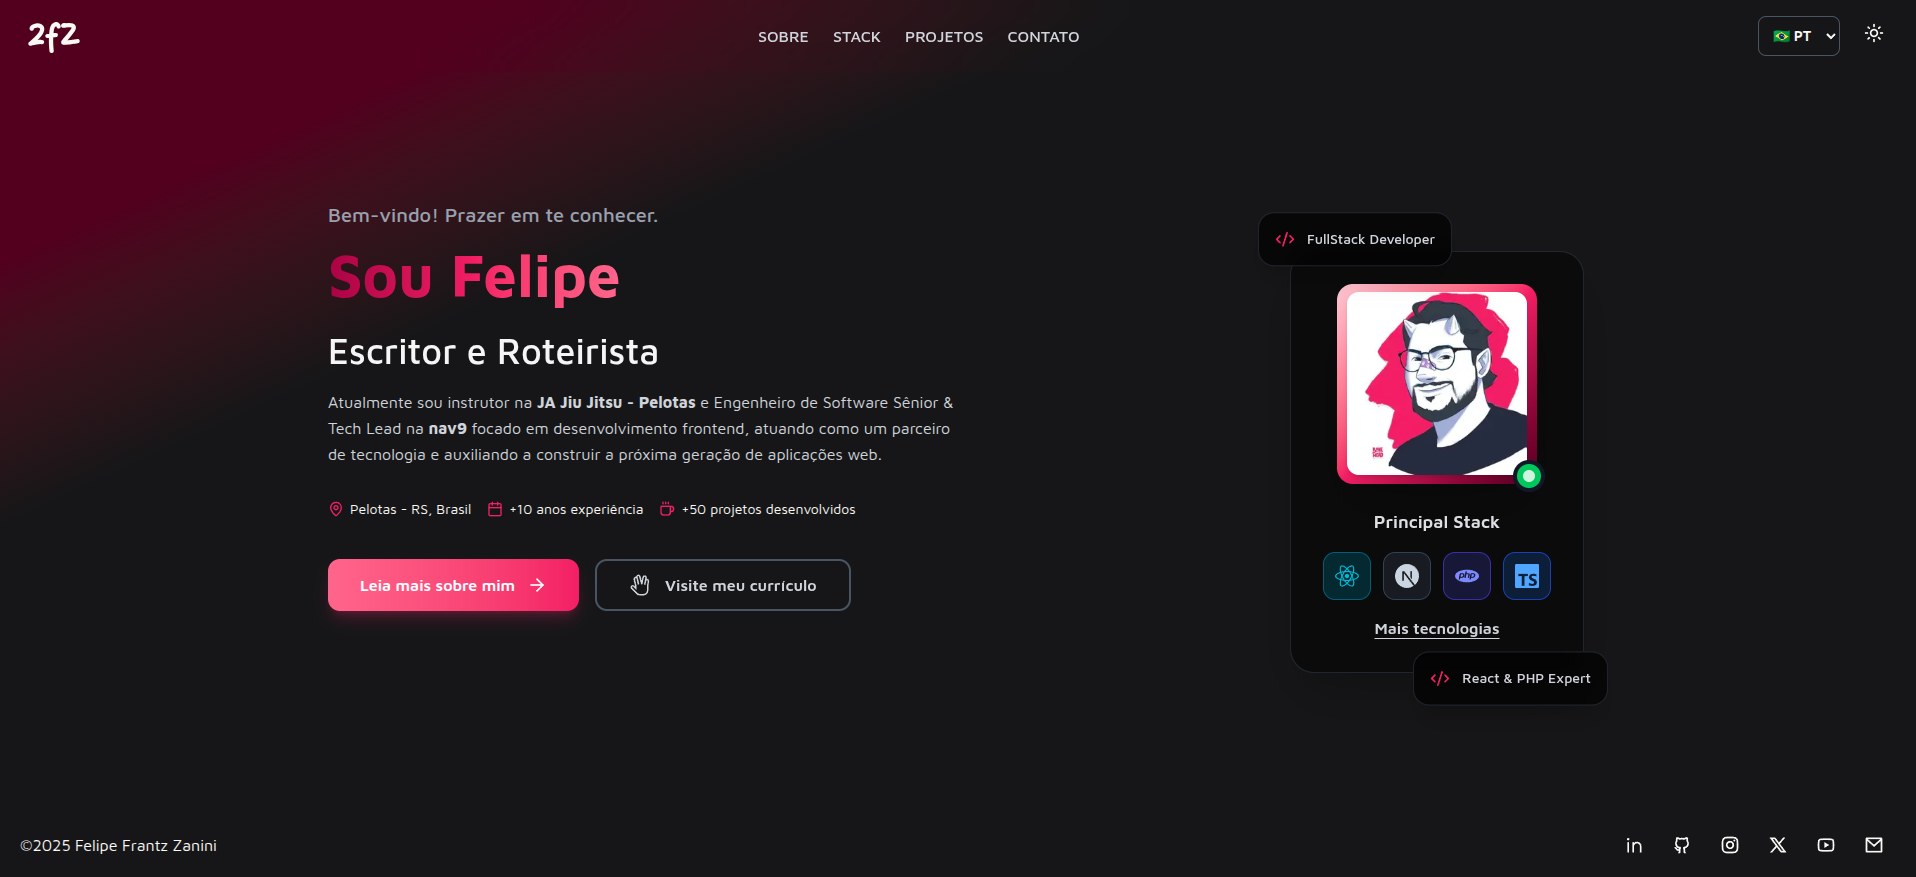 2fZ
SOBRE
STACK
PROJETOS
CONTATO
PT
Bem-vindo! Prazer em te conhecer.
Sou Felipe
Escritor e Roteirista
Atualmente sou instrutor na JA Jiu Jitsu - Pelotas e Engenheiro de Software Sênior &
Tech Lead na nav9 focado em desenvolvimento frontend, atuando como um parceiro
de tecnologia e auxiliando a construir a próxima geração de aplicações web.
Pelotas - RS, Brasil
+10 anos experiência
+50 projetos desenvolvidos
Leia mais sobre mim
Visite meu currículo
FullStack Developer
Principal Stack
N
php
TS
Mais tecnologias
React & PHP Expert
©2025 Felipe Frantz Zanini
in